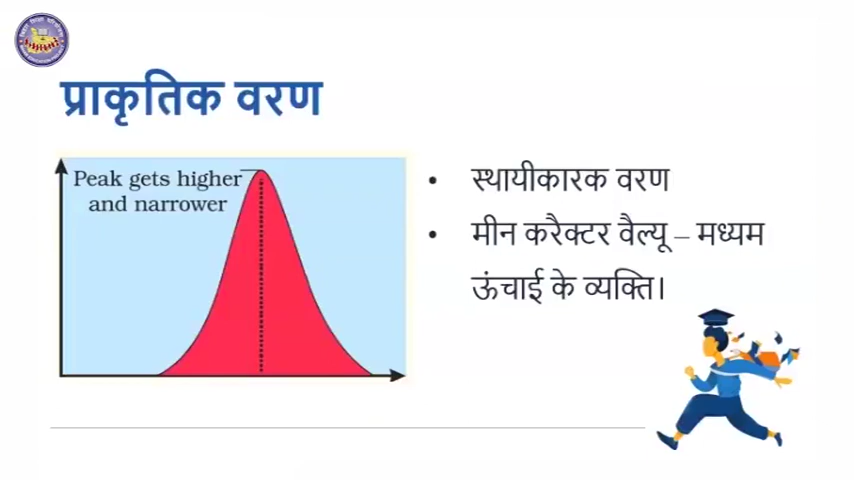 प्राकृतिक वरण
Peak gets higher
and narrower
• स्थायीकारक वरण
• मीन करैक्टर वैल्यू – मध्यम
ऊंचाई के व्यक्ति।